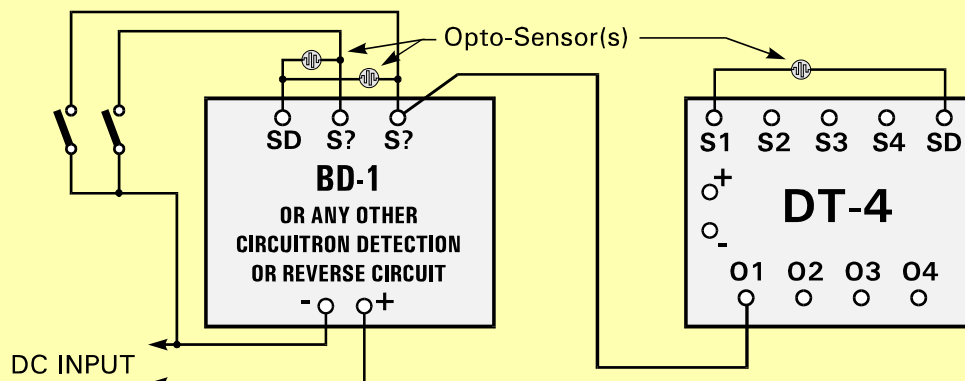 Opto-Sensor(s)
SD S? S?
BD-1
OR ANY OTHER
CIRCUITRON DETECTION
OR REVERSE CIRCUIT
- +
S1 S2 S3 S4 SD
+
DT-4
-
O1 O2 O3 O4
DC INPUT